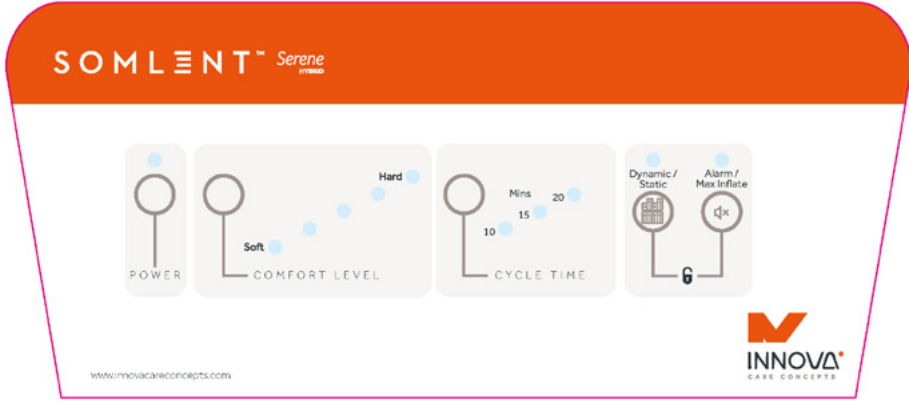 SOMLENT™ Serene
HYBRID
Hard
Soft
POWER
COMFORT LEVEL
Mins
20
15
10
CYCLE TIME
Dynamic /
Static
Alarm /
Max Inflate
www.innovacareconcepts.com
INNOVA
CARE CONCEPTS